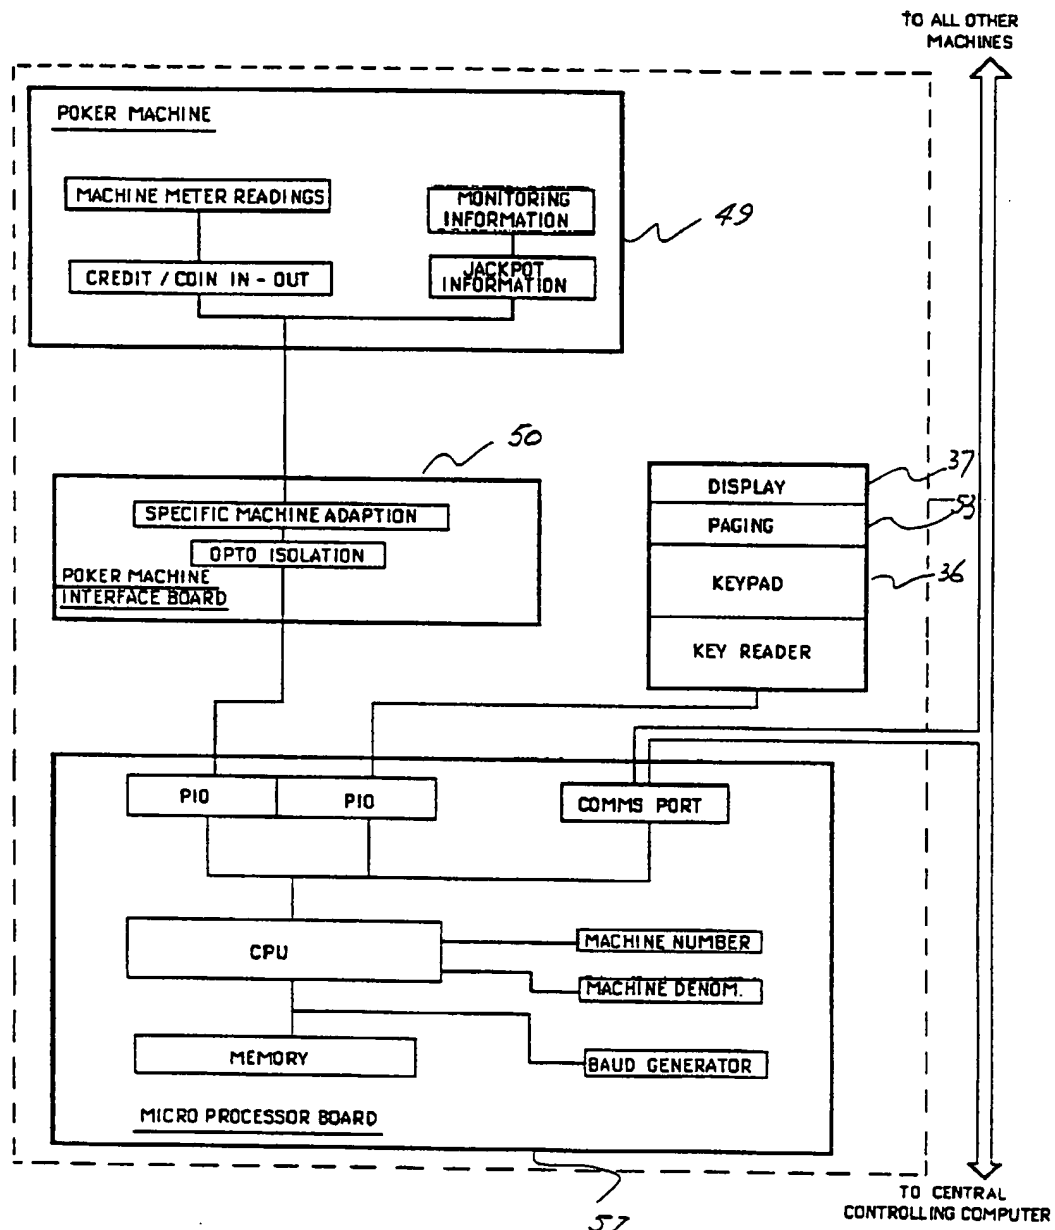 TO ALL OTHER
MACHINES
POKER MACHINE
MACHINE METER READINGS
MONITORING
INFORMATION
49
CREDIT / COIN IN - OUT
JACKPOT
INFORMATION
50
37
DISPLAY
SPECIFIC MACHINE ADAPTION
53
PAGING
OPTO ISOLATION
POKER MACHINE
INTERFACE BOARD
KEYPAD
36
KEY READER
PIO
PIO
COMMS PORT
CPU
MACHINE NUMBER
MACHINE DENOM.
MEMORY
BAUD GENERATOR
MICRO PROCESSOR BOARD
TO CENTRAL
CONTROLLING COMPUTER